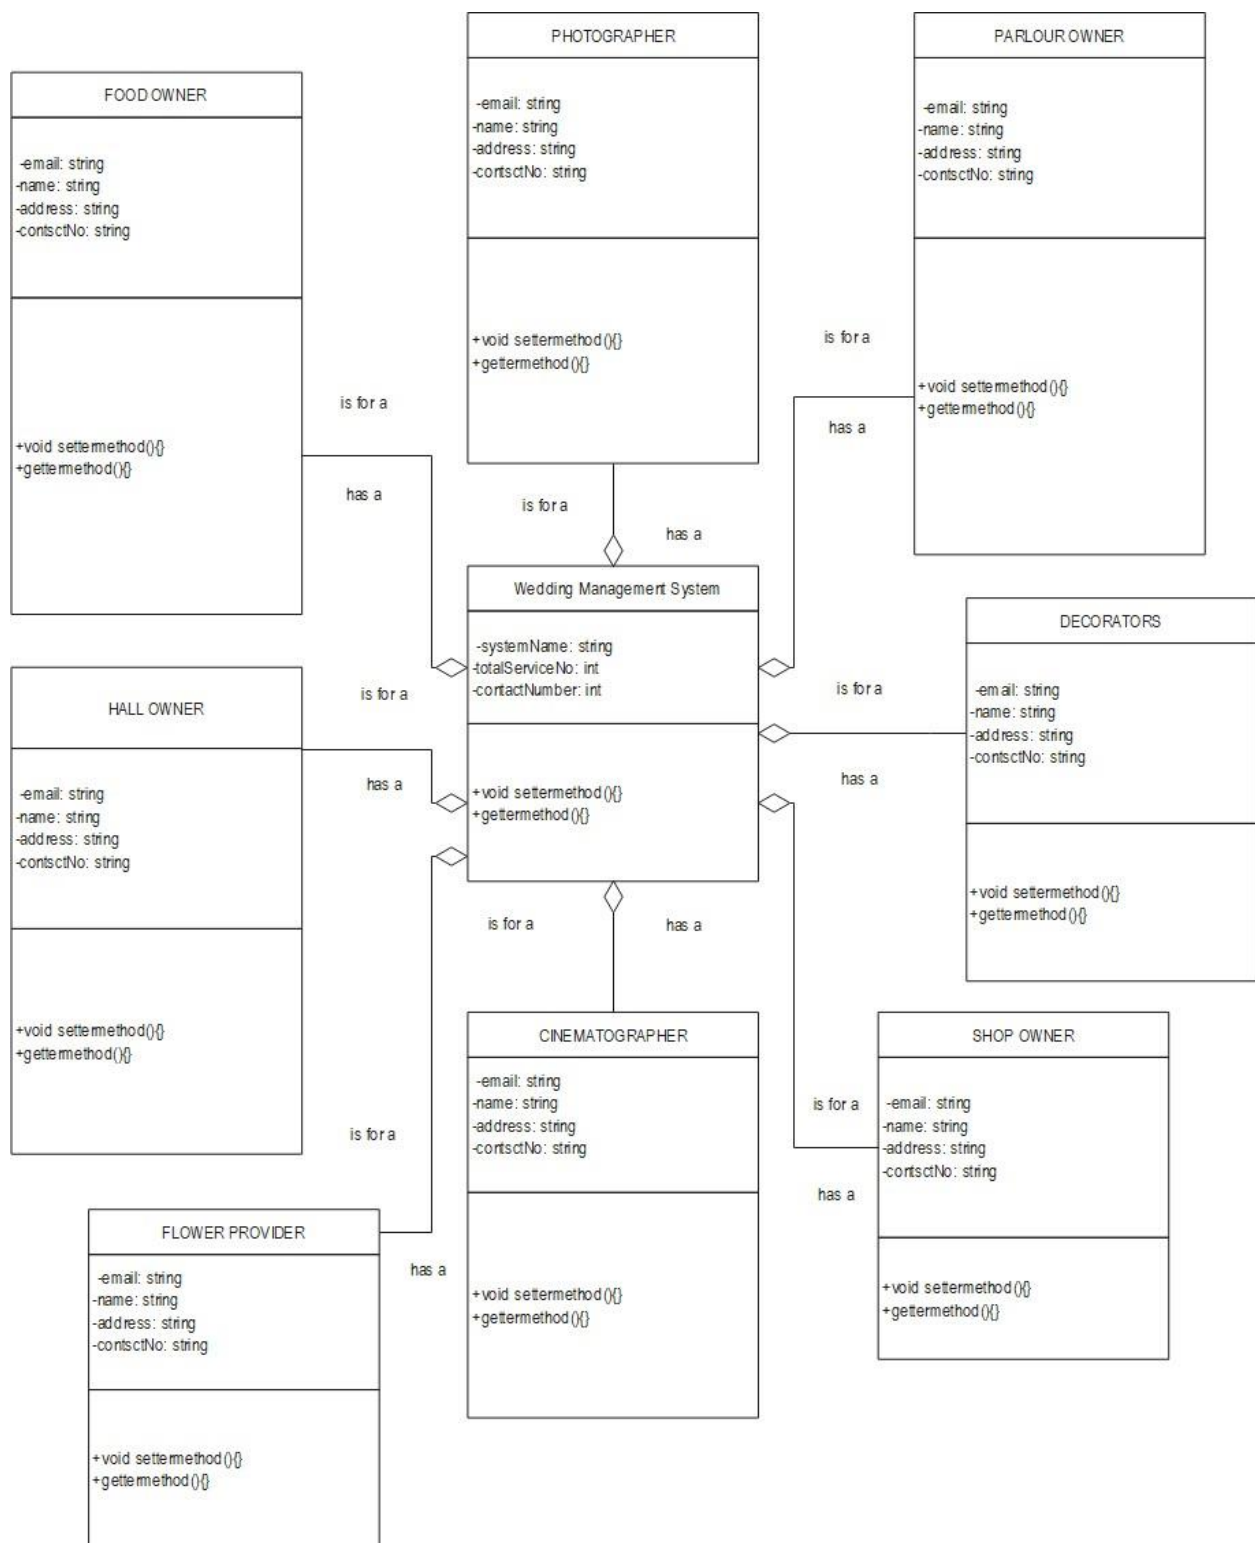 PHOTOGRAPHER
-email: string
-name: string
-address: string
-contsctNo: string
+void settermethod(){}
+gettermethod(){}
PARLOUR OWNER
-email: string
-name: string
-address: string
-contsctNo: string
+void settermethod(){}
+gettermethod(){}
FOOD OWNER
-email: string
-name: string
-address: string
-contsctNo: string
+void settermethod(){}
+gettermethod(){}
is for a
has a
is for a
has a
is for a
has a
Wedding Management System
-systemName: string
-totalServiceNo: int
-contactNumber: int
+void settermethod(){}
+gettermethod(){}
DECORATORS
-email: string
-name: string
-address: string
-contsctNo: string
+void settermethod(){}
+gettermethod(){}
is for a
has a
HALL OWNER
-email: string
-name: string
-address: string
-contsctNo: string
+void settermethod(){}
+gettermethod(){}
is for a
has a
is for a
has a
CINEMATOGRAPHER
-email: string
-name: string
-address: string
-contsctNo: string
+void settermethod(){}
+gettermethod(){}
SHOP OWNER
-email: string
-name: string
-address: string
-contsctNo: string
+void settermethod(){}
+gettermethod(){}
is for a
has a
is for a
has a
FLOWER PROVIDER
-email: string
-name: string
-address: string
-contsctNo: string
+void settermethod(){}
+gettermethod(){}